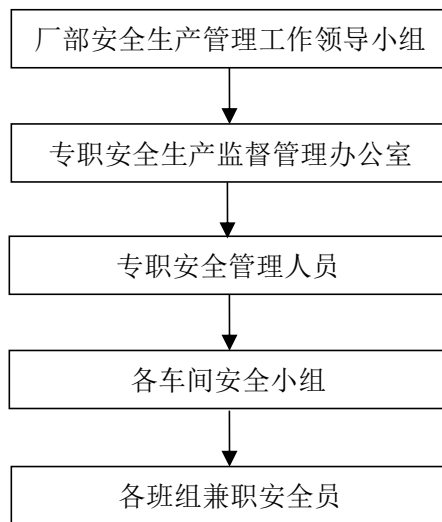 厂部安全生产管理工作领导小组
专职安全生产监督管理办公室
专职安全管理人员
各车间安全小组
各班组兼职安全员